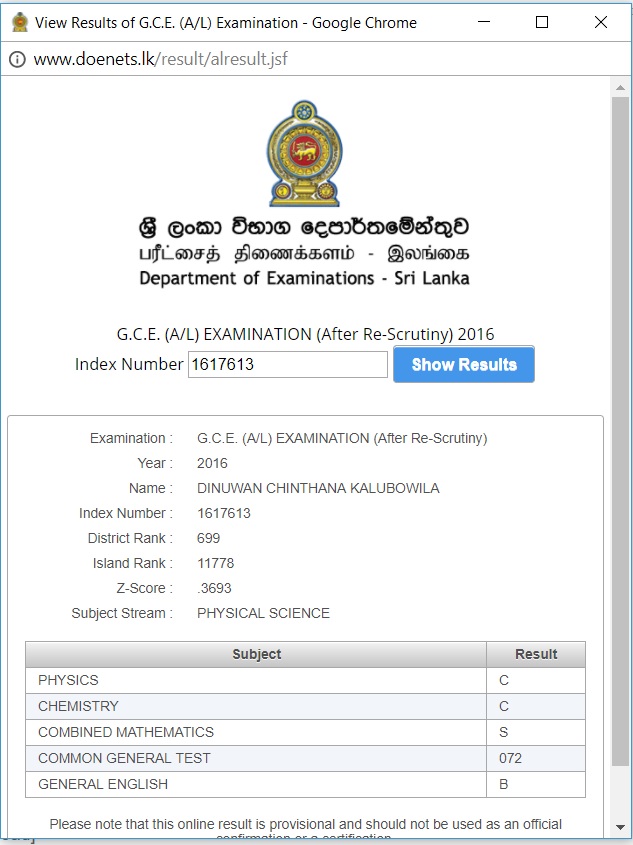 View Results of G.C.E. (A/L) Examination - Google Chrome
www.doenets.lk/result/alresult.jsf
ශ්‍රී ලංකා විභාග දෙපාර්තමේන්තුව
பரீட்சைத் திணைக்களம் - இலங்கை
Department of Examinations - Sri Lanka
G.C.E. (A/L) EXAMINATION (After Re-Scrutiny) 2016
Index Number 1617613 Show Results
Examination : G.C.E. (A/L) EXAMINATION (After Re-Scrutiny)
Year : 2016
Name : DINUWAN CHINTHANA KALUBOWILA
Index Number : 1617613
District Rank : 699
Island Rank : 11778
Z-Score : .3693
Subject Stream : PHYSICAL SCIENCE
Subject Result
PHYSICS C
CHEMISTRY C
COMBINED MATHEMATICS S
COMMON GENERAL TEST 072
GENERAL ENGLISH B
Please note that this online result is provisional and should not be used as an official
confirmation or a certification